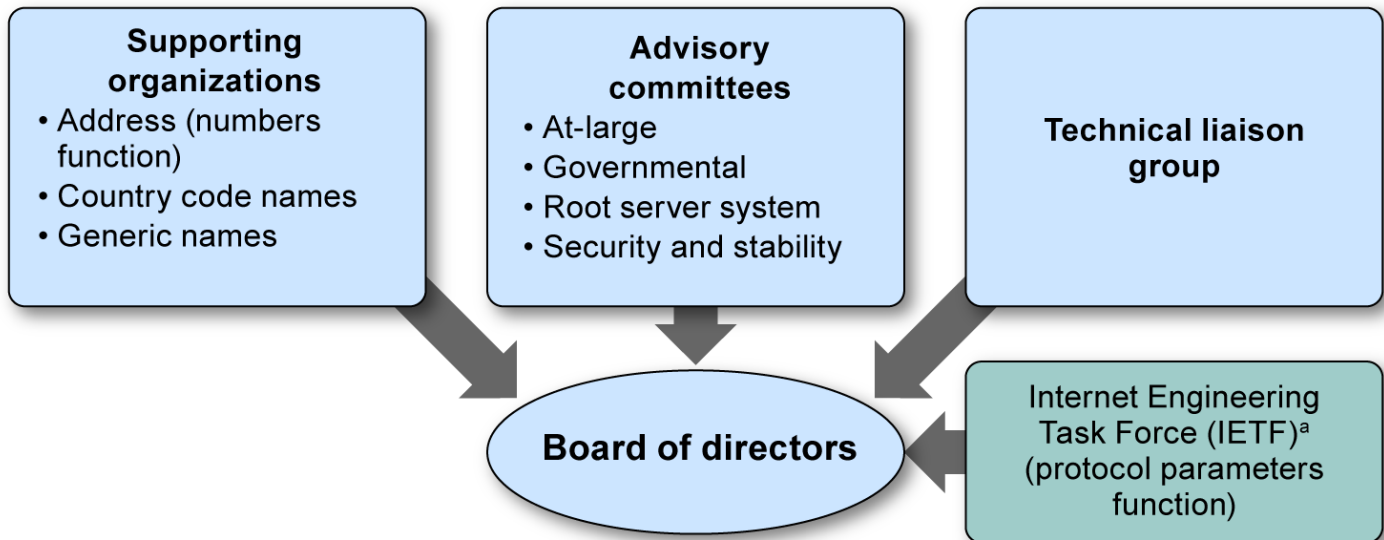 Supporting
organizations
• Address (numbers
function)
• Country code names
• Generic names
Advisory
committees
• At-large
• Governmental
• Root server system
• Security and stability
Technical liaison
group
Board of directors
Internet Engineering
Task Force (IETF)ᵃ
(protocol parameters
function)